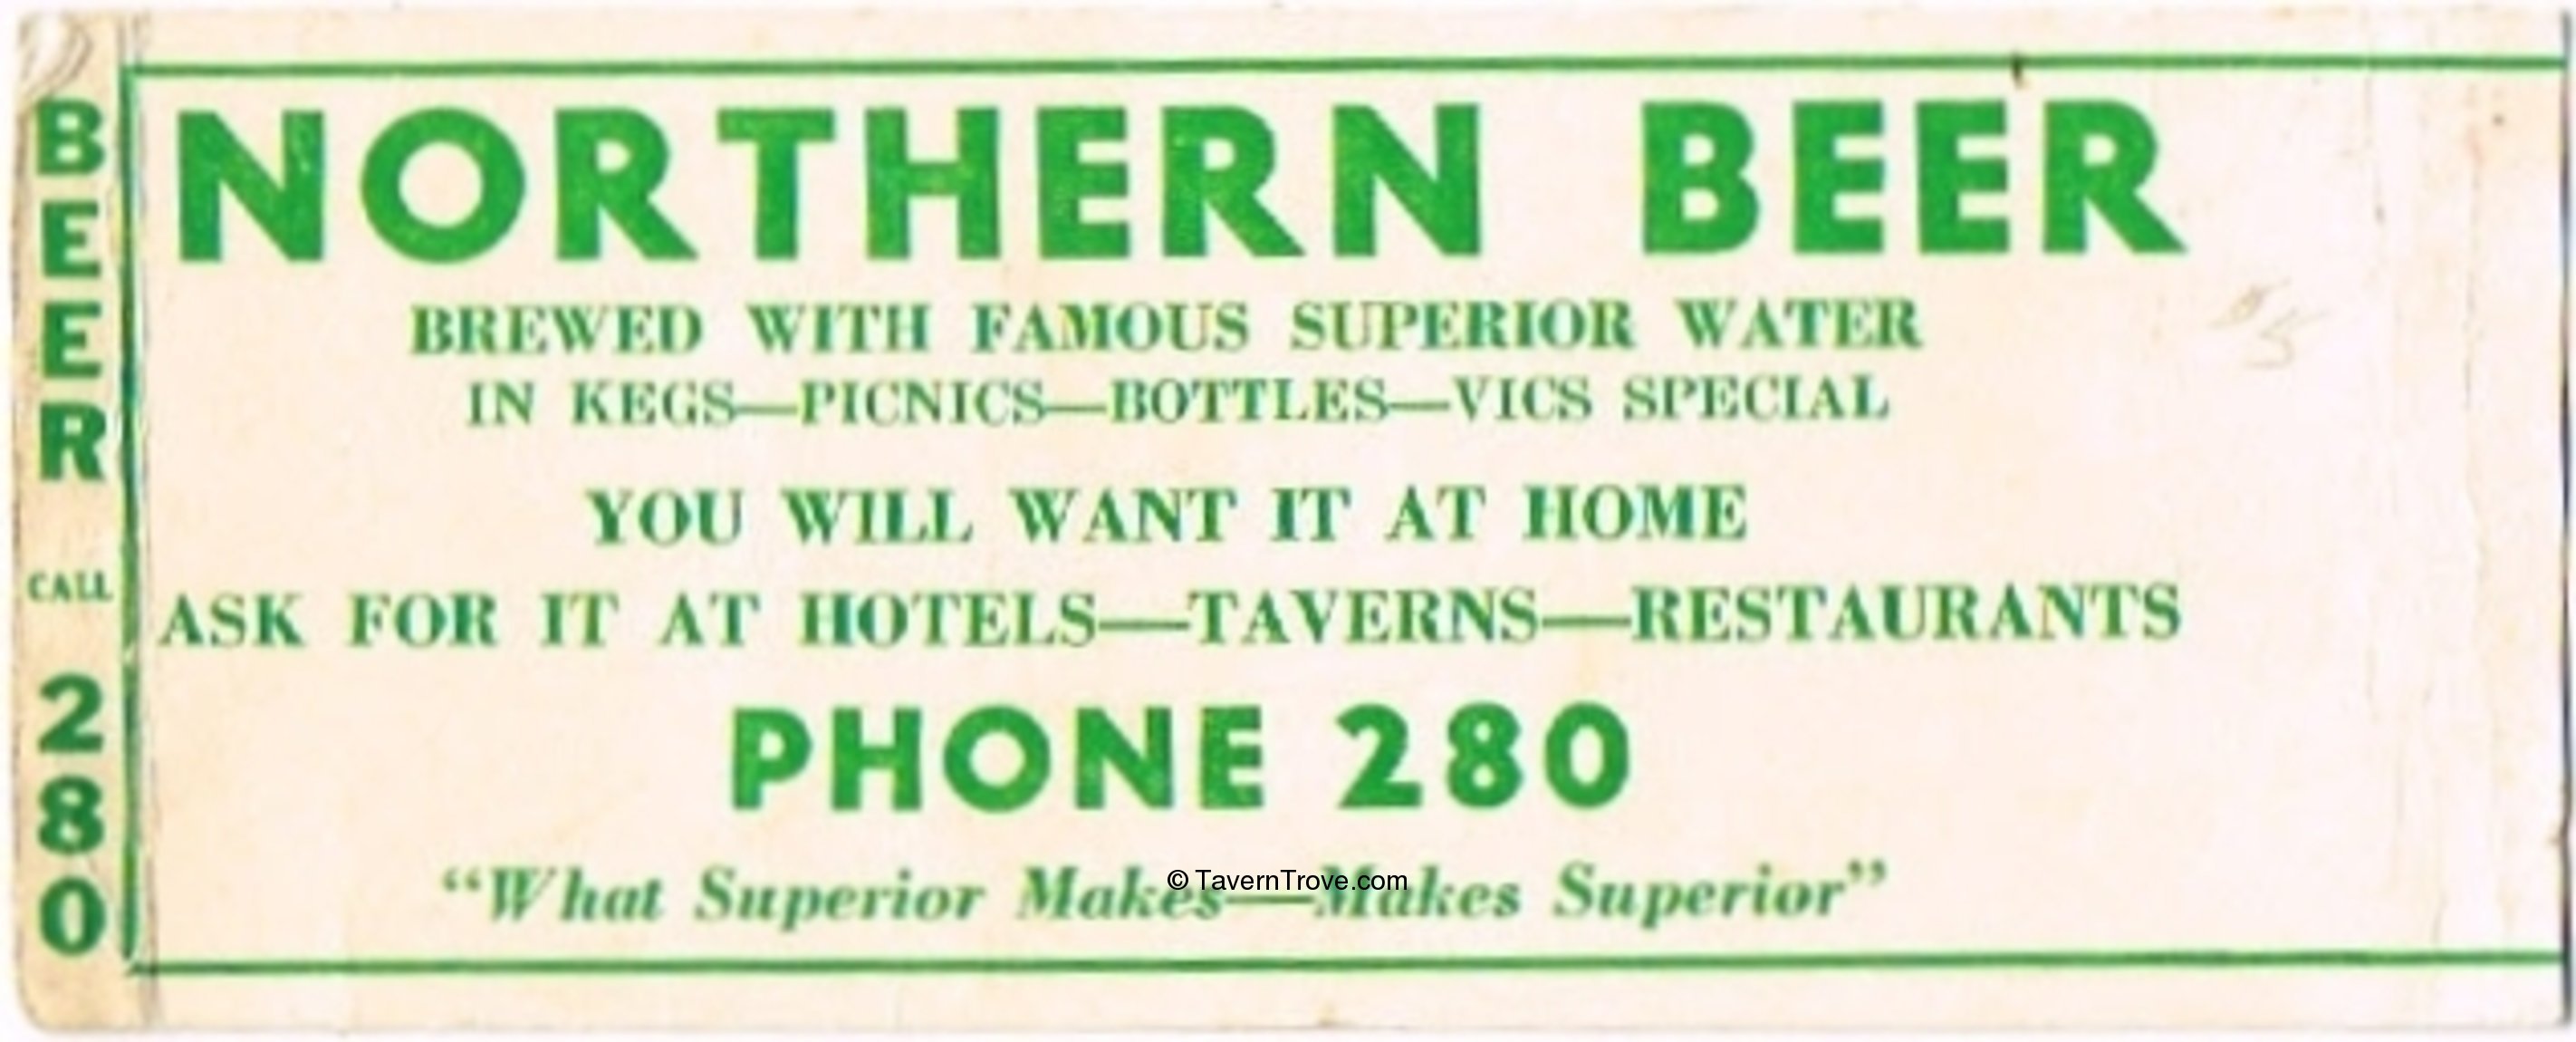 BEER
CALL
280
NORTHERN BEER
BREWED WITH FAMOUS SUPERIOR WATER
IN KEGS—PICNICS—BOTTLES—VICS SPECIAL
YOU WILL WANT IT AT HOME
ASK FOR IT AT HOTELS—TAVERNS—RESTAURANTS
PHONE 280
"What Superior Makes—Makes Superior"
© TavernTrove.com